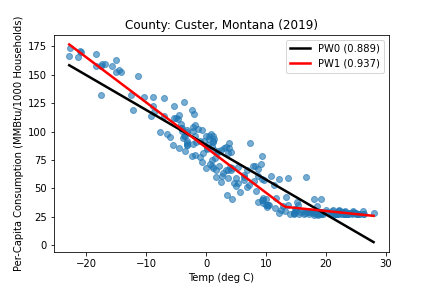 County: Custer, Montana (2019)
Per-Capita Consumption (MMBtu/1000 Households)
175
150
125
100
75
50
25
0
PW0 (0.889)
PW1 (0.937)
−20
−10
0
10
20
30
Temp (deg C)